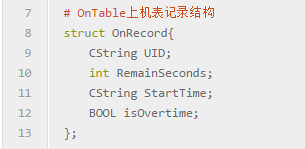 7 # OnTable上机表记录结构
8 struct OnRecord{
9 CString UID;
10 int RemainSeconds;
11 CString StartTime;
12 BOOL isOvertime;
13 };